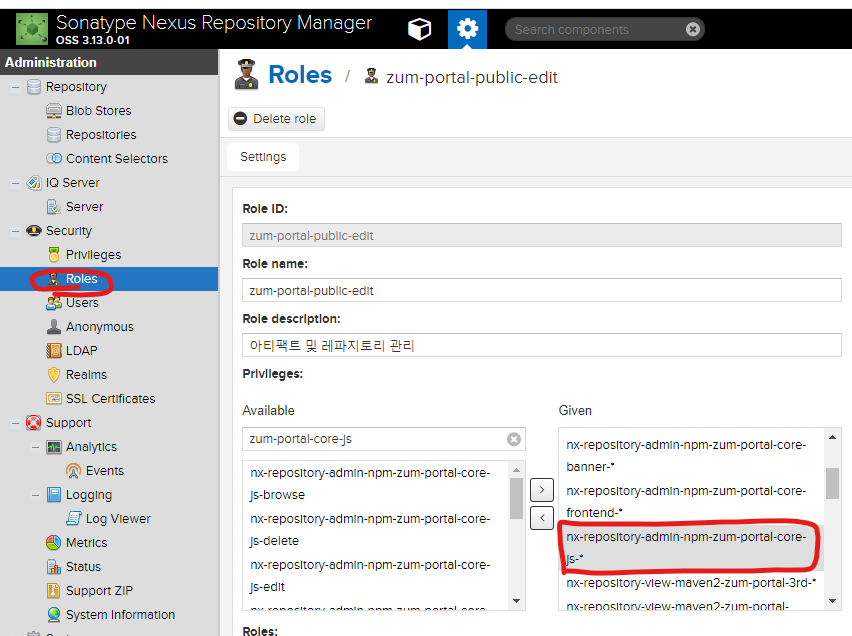 Sonatype Nexus Repository Manager
OSS 3.13.0-01
Search components
Administration
Repository
Blob Stores
Repositories
Content Selectors
IQ Server
Server
Security
Privileges
Roles
Users
Anonymous
LDAP
Realms
SSL Certificates
Support
Analytics
Events
Logging
Log Viewer
Metrics
Status
Support ZIP
System Information
Roles / zum-portal-public-edit
Delete role
Settings
Role ID:
zum-portal-public-edit
Role name:
zum-portal-public-edit
Role description:
아티팩트 및 레파지토리 관리
Privileges:
Available
zum-portal-core-js
nx-repository-admin-npm-zum-portal-core-
js-browse
nx-repository-admin-npm-zum-portal-core-
js-delete
nx-repository-admin-npm-zum-portal-core-
js-edit
nx-repository-admin-npm-zum-portal-core-
Given
nx-repository-admin-npm-zum-portal-core-
banner-*
nx-repository-admin-npm-zum-portal-core-
frontend-*
nx-repository-admin-npm-zum-portal-core-
js-*
nx-repository-view-maven2-zum-portal-3rd-*
nx-repository-view-maven2-zum-portal-
Roles: